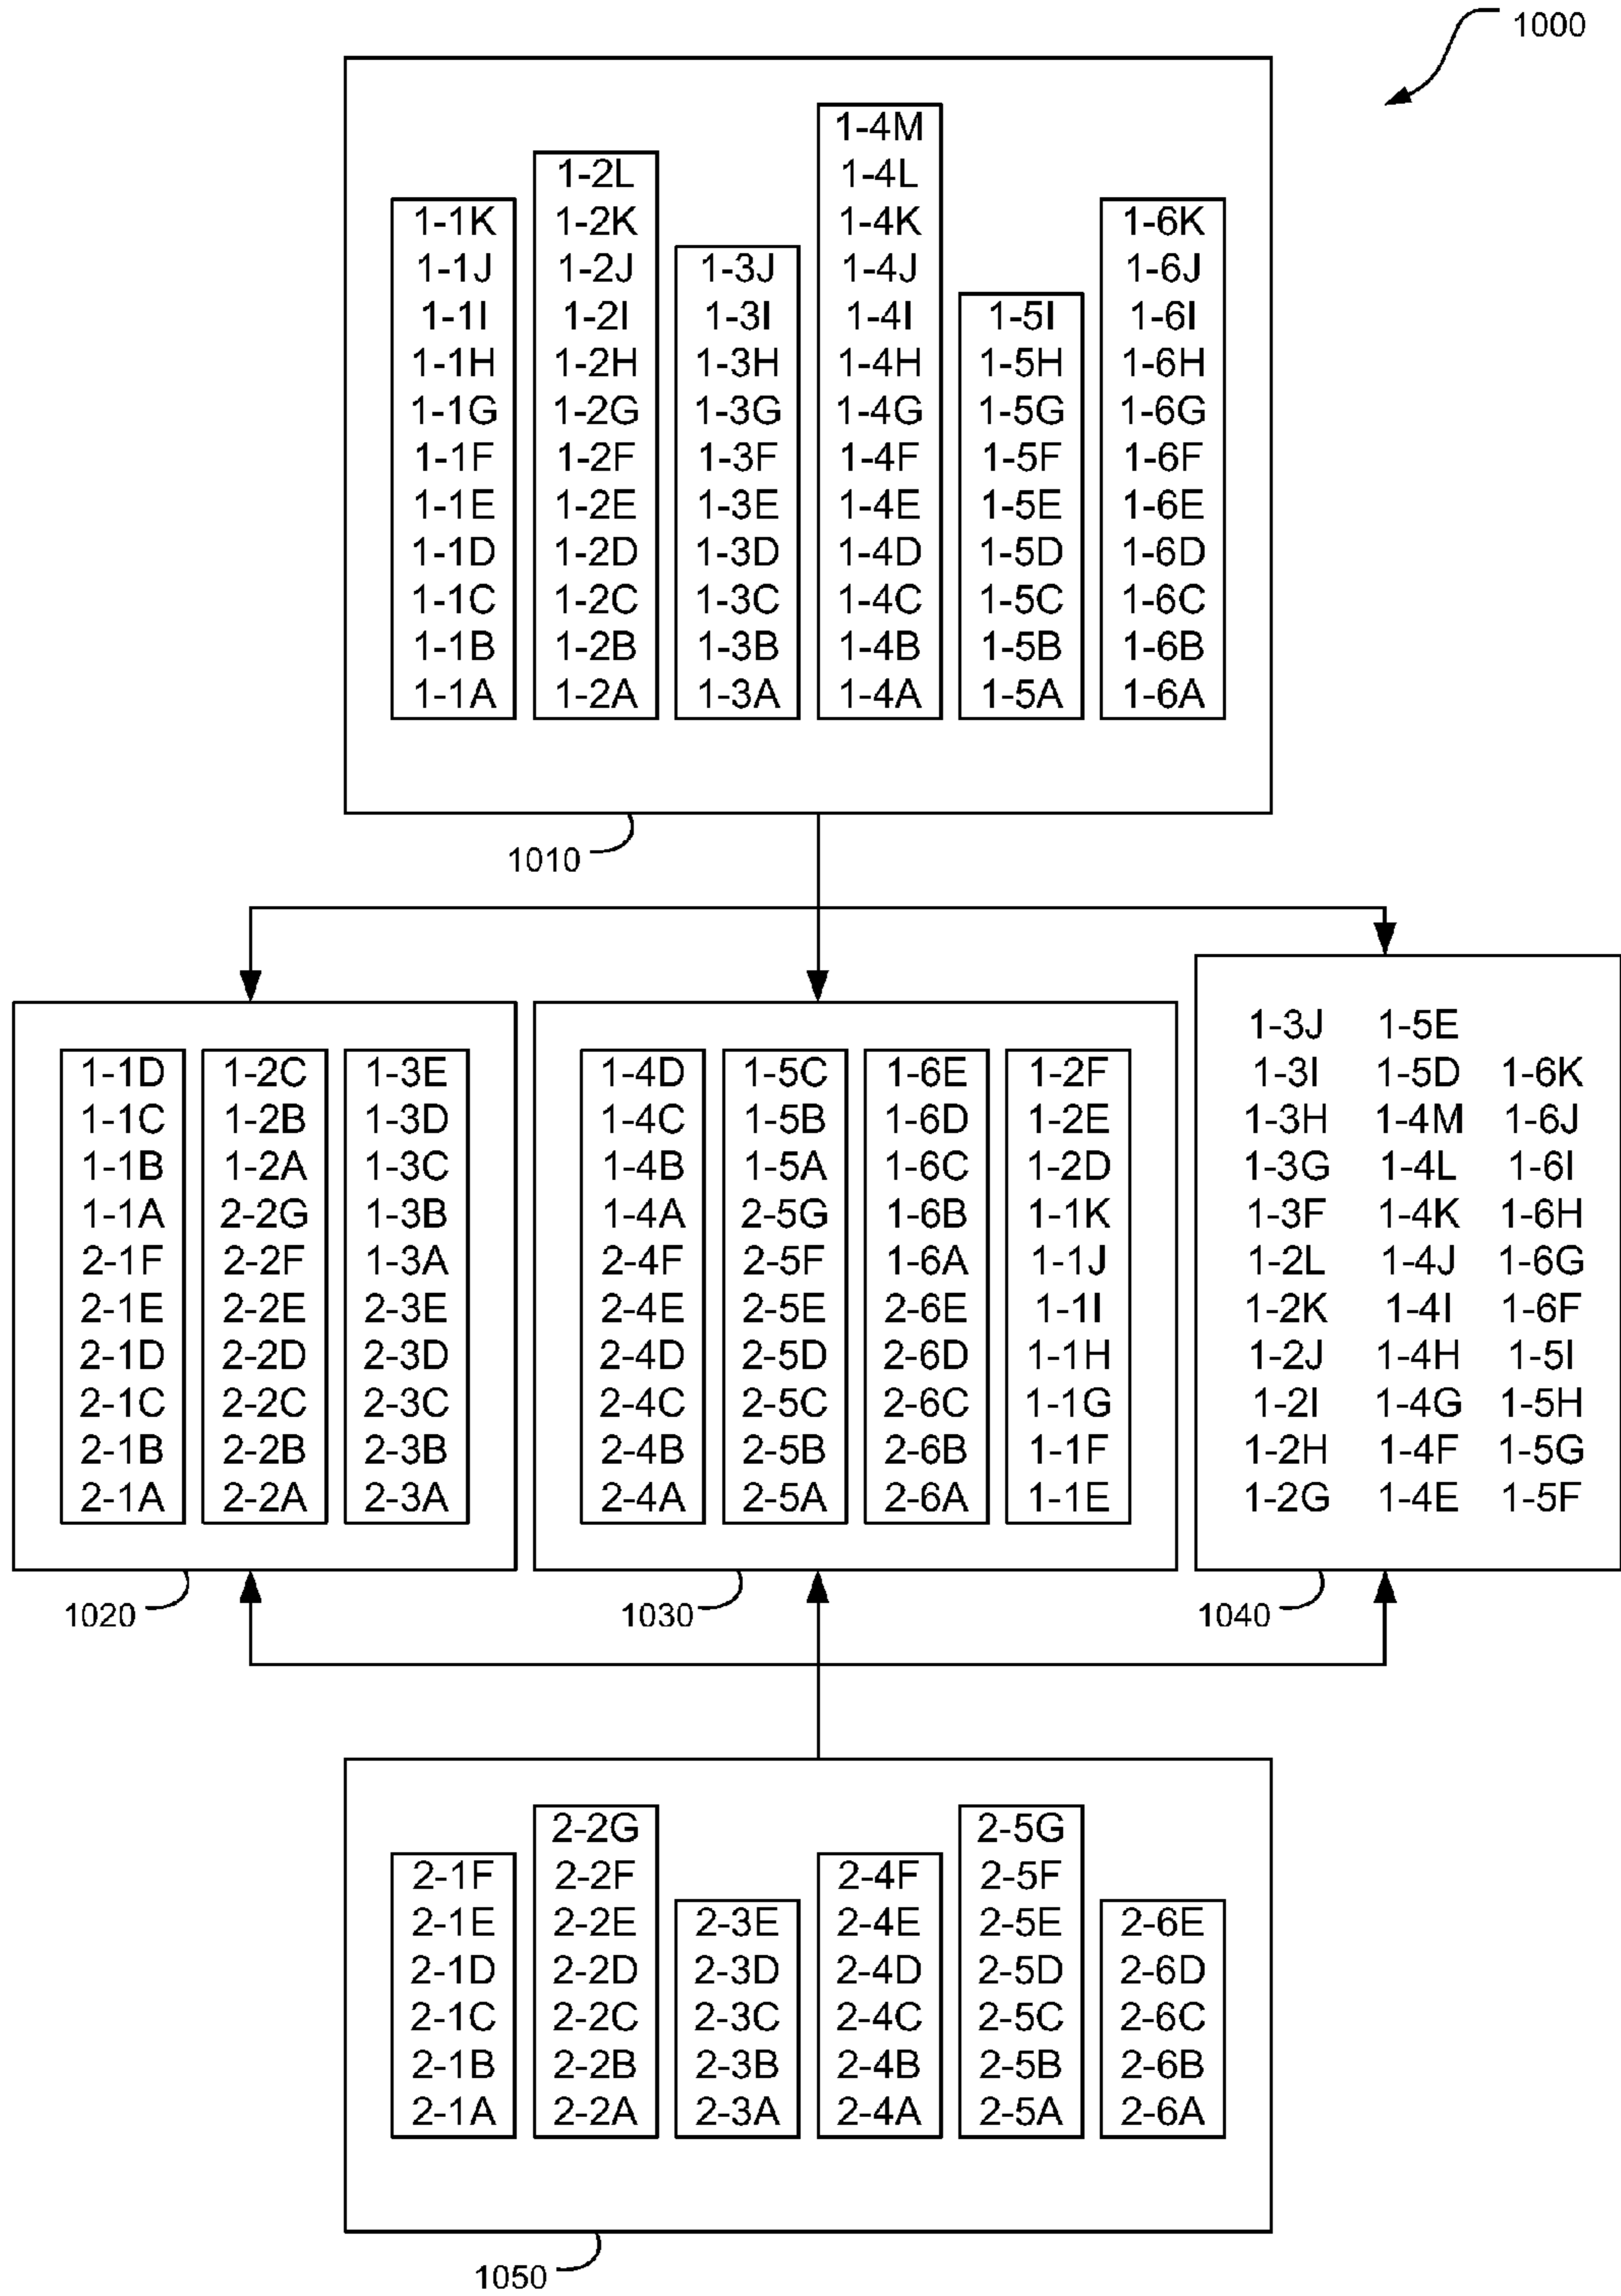 1000
1-4M
1-2L 1-4L
1-1K 1-2K 1-4K 1-6K
1-1J 1-2J 1-3J 1-4J 1-6J
1-1I 1-2I 1-3I 1-4I 1-5I 1-6I
1-1H 1-2H 1-3H 1-4H 1-5H 1-6H
1-1G 1-2G 1-3G 1-4G 1-5G 1-6G
1-1F 1-2F 1-3F 1-4F 1-5F 1-6F
1-1E 1-2E 1-3E 1-4E 1-5E 1-6E
1-1D 1-2D 1-3D 1-4D 1-5D 1-6D
1-1C 1-2C 1-3C 1-4C 1-5C 1-6C
1-1B 1-2B 1-3B 1-4B 1-5B 1-6B
1-1A 1-2A 1-3A 1-4A 1-5A 1-6A
1010
1-1D 1-2C 1-3E
1-1C 1-2B 1-3D
1-1B 1-2A 1-3C
1-1A 2-2G 1-3B
2-1F 2-2F 1-3A
2-1E 2-2E 2-3E
2-1D 2-2D 2-3D
2-1C 2-2C 2-3C
2-1B 2-2B 2-3B
2-1A 2-2A 2-3A
1020
1-4D 1-5C 1-6E 1-2F
1-4C 1-5B 1-6D 1-2E
1-4B 1-5A 1-6C 1-2D
1-4A 2-5G 1-6B 1-1K
2-4F 2-5F 1-6A 1-1J
2-4E 2-5E 2-6E 1-1I
2-4D 2-5D 2-6D 1-1H
2-4C 2-5C 2-6C 1-1G
2-4B 2-5B 2-6B 1-1F
2-4A 2-5A 2-6A 1-1E
1030
1-3J 1-5E
1-3I 1-5D 1-6K
1-3H 1-4M 1-6J
1-3G 1-4L 1-6I
1-3F 1-4K 1-6H
1-2L 1-4J 1-6G
1-2K 1-4I 1-6F
1-2J 1-4H 1-5I
1-2I 1-4G 1-5H
1-2H 1-4F 1-5G
1-2G 1-4E 1-5F
1040
2-2G 2-5G
2-1F 2-2F 2-4F 2-5F
2-1E 2-2E 2-3E 2-4E 2-5E 2-6E
2-1D 2-2D 2-3D 2-4D 2-5D 2-6D
2-1C 2-2C 2-3C 2-4C 2-5C 2-6C
2-1B 2-2B 2-3B 2-4B 2-5B 2-6B
2-1A 2-2A 2-3A 2-4A 2-5A 2-6A
1050